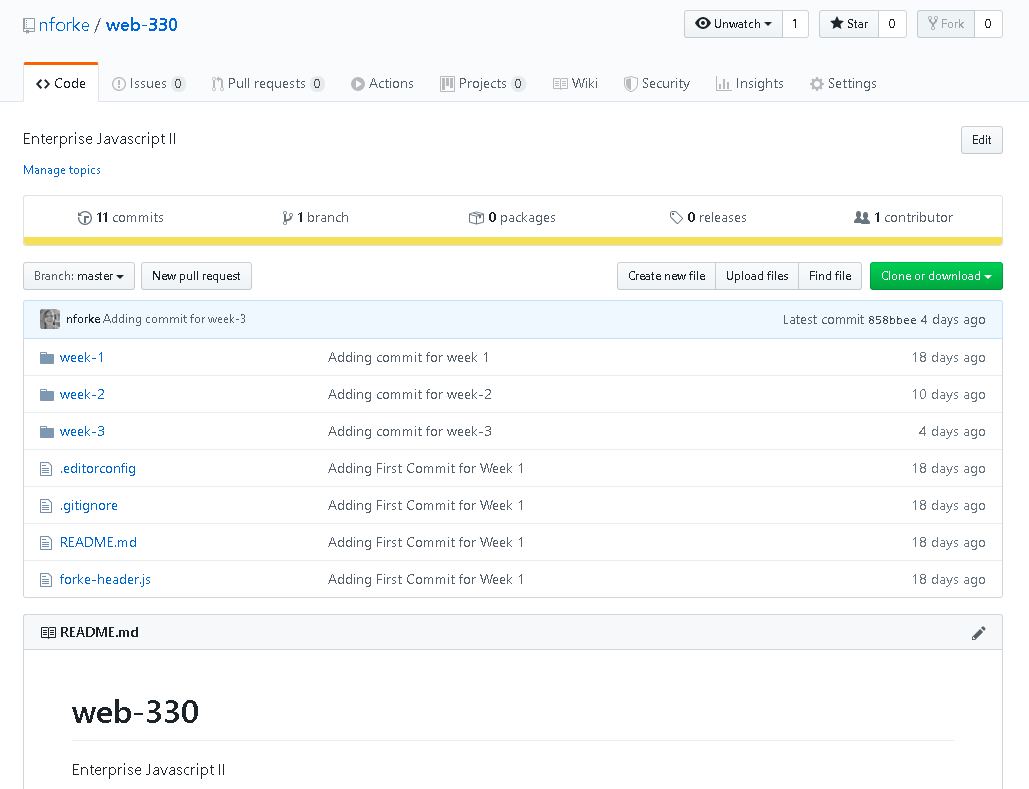 nforke / web-330
Unwatch 1 Star 0 Fork 0
Code Issues 0 Pull requests 0 Actions Projects 0 Wiki Security Insights Settings
Enterprise Javascript II Edit
Manage topics
11 commits 1 branch 0 packages 0 releases 1 contributor
Branch: master New pull request Create new file Upload files Find file Clone or download
nforke Adding commit for week-3 Latest commit 858bbee 4 days ago
week-1 Adding commit for week 1 18 days ago
week-2 Adding commit for week-2 10 days ago
week-3 Adding commit for week-3 4 days ago
.editorconfig Adding First Commit for Week 1 18 days ago
.gitignore Adding First Commit for Week 1 18 days ago
README.md Adding First Commit for Week 1 18 days ago
forke-header.js Adding First Commit for Week 1 18 days ago
README.md
web-330
Enterprise Javascript II